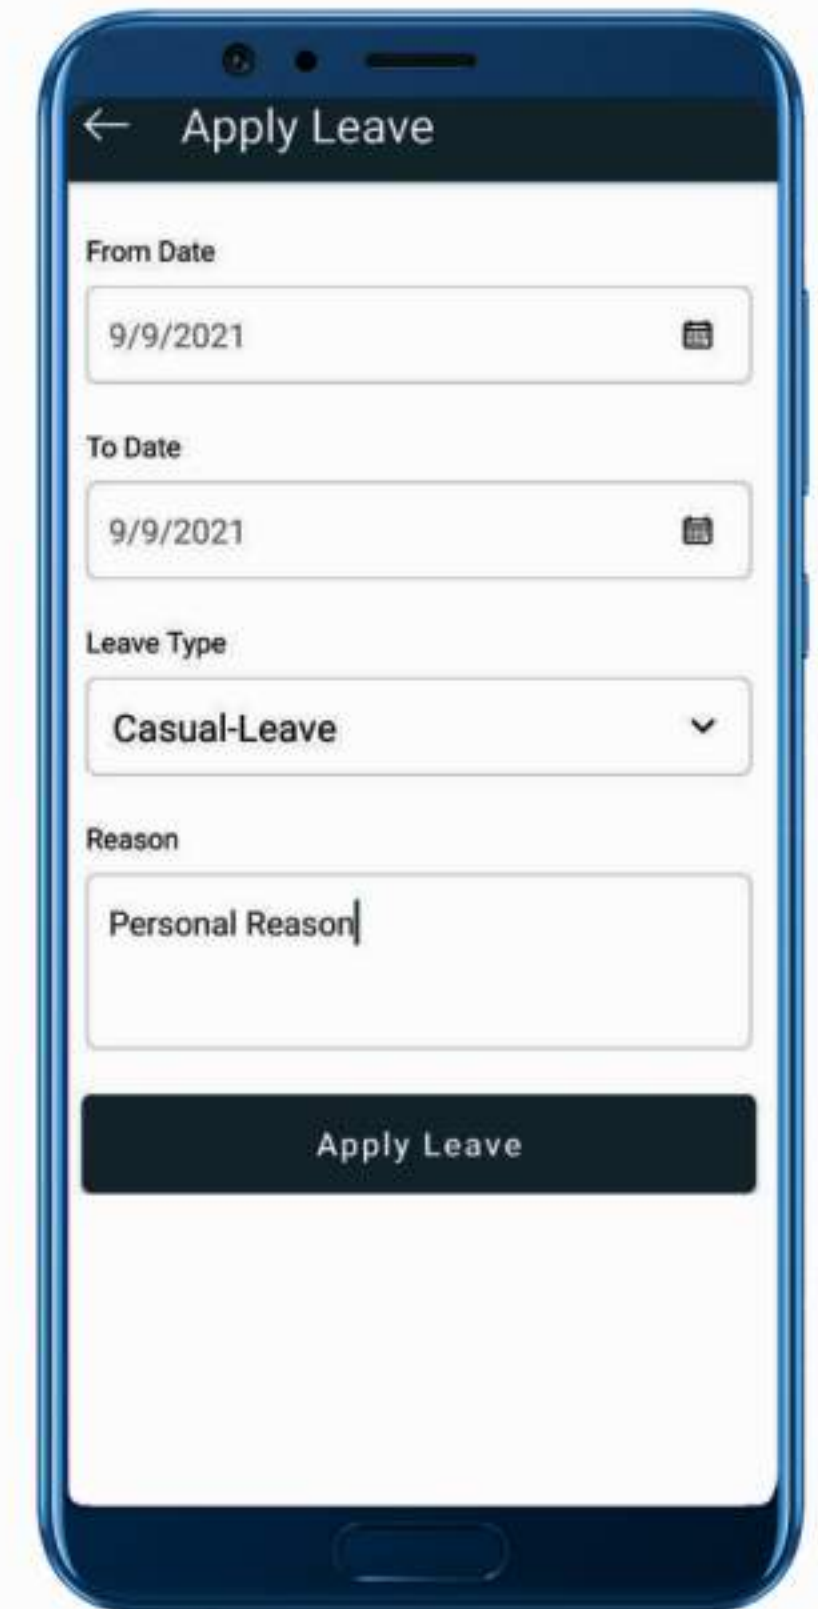 Apply Leave
From Date
9/9/2021
To Date
9/9/2021
Leave Type
Casual-Leave
Reason
Personal Reason
Apply Leave